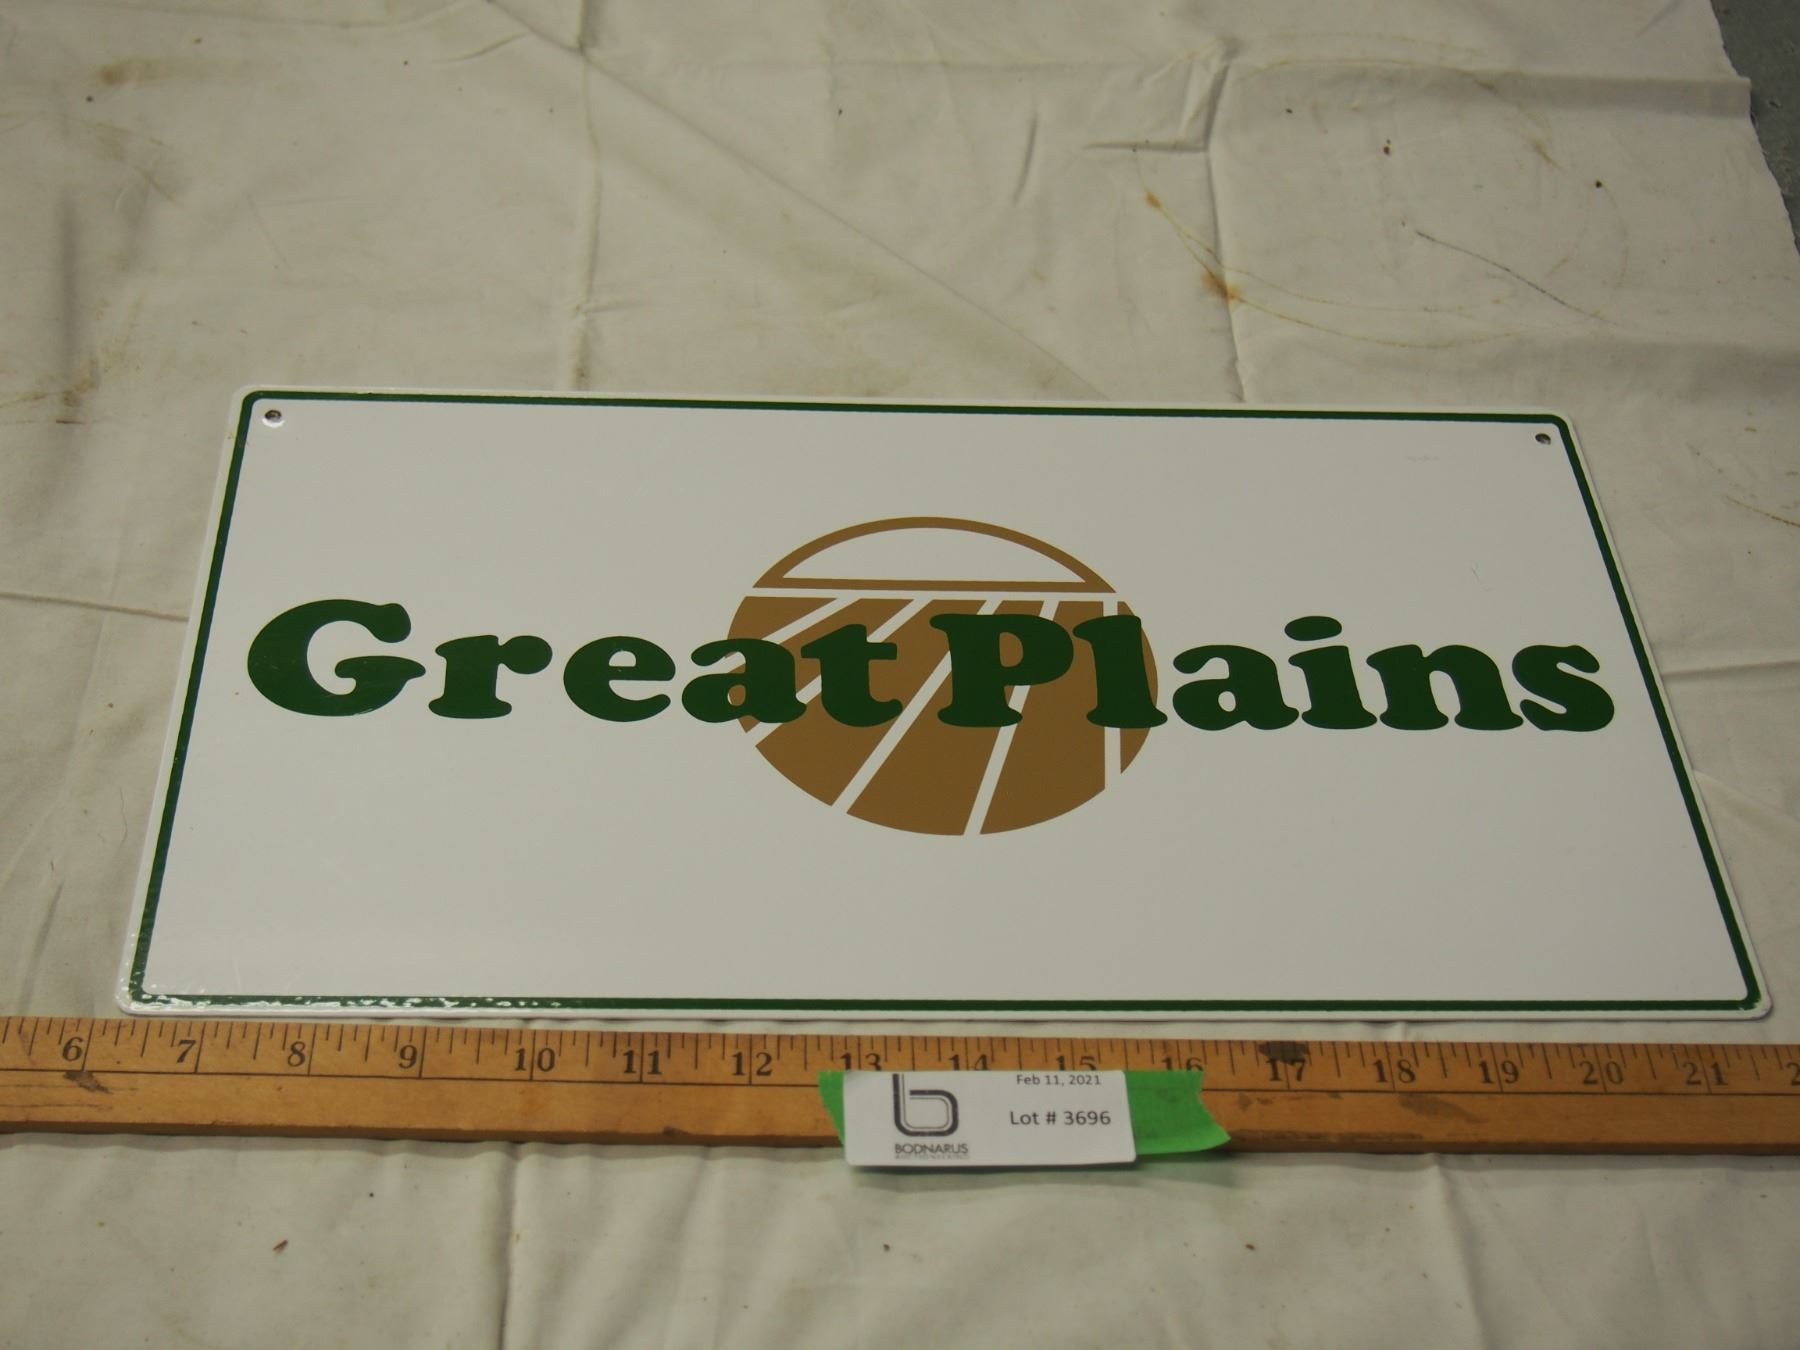 Great Plains
6 7 8 9 10 11 12 13 14 15 16 17 18 19 20 21
Feb 11, 2021
Lot # 3696
b
BODNARUS
AUCTIONEERING